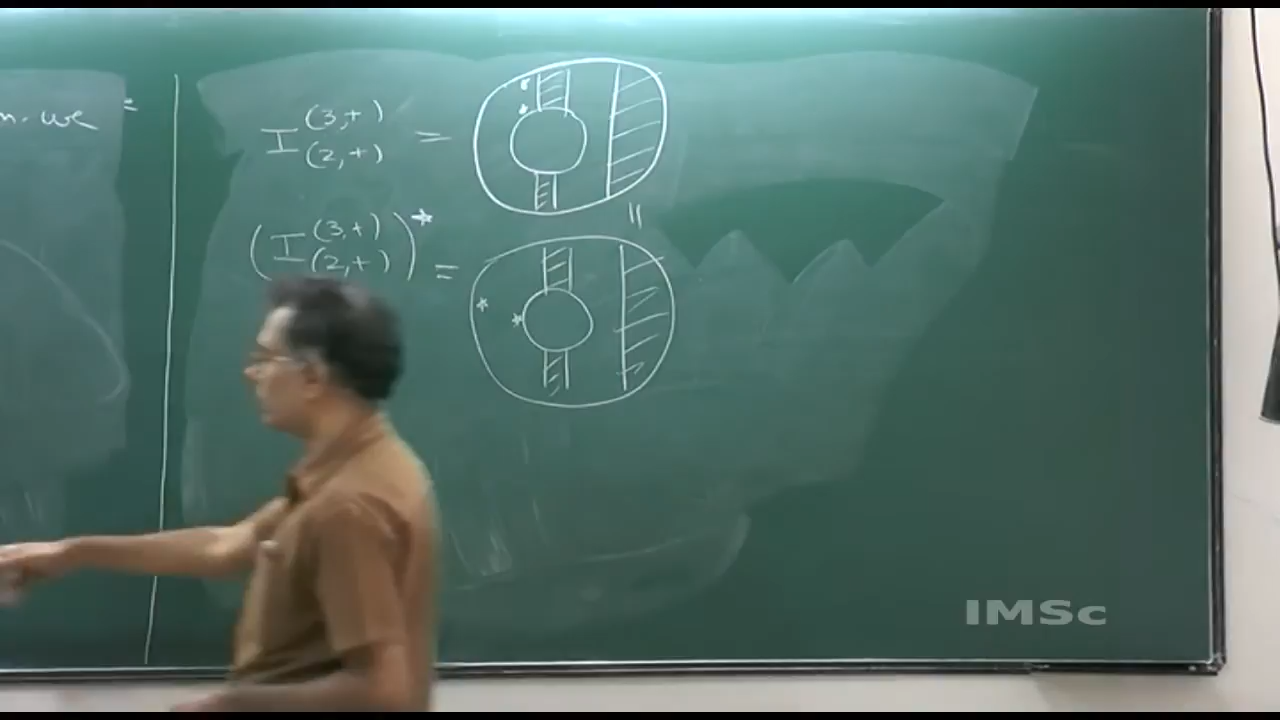 n. we =
I^{(3,+)}_{(2,+)} =
* *
||
(I^{(3,+)}_{(2,+)})^* =
* *
IMSc